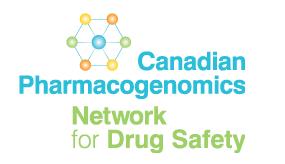 Canadian
Pharmacogenomics
Network
for Drug Safety